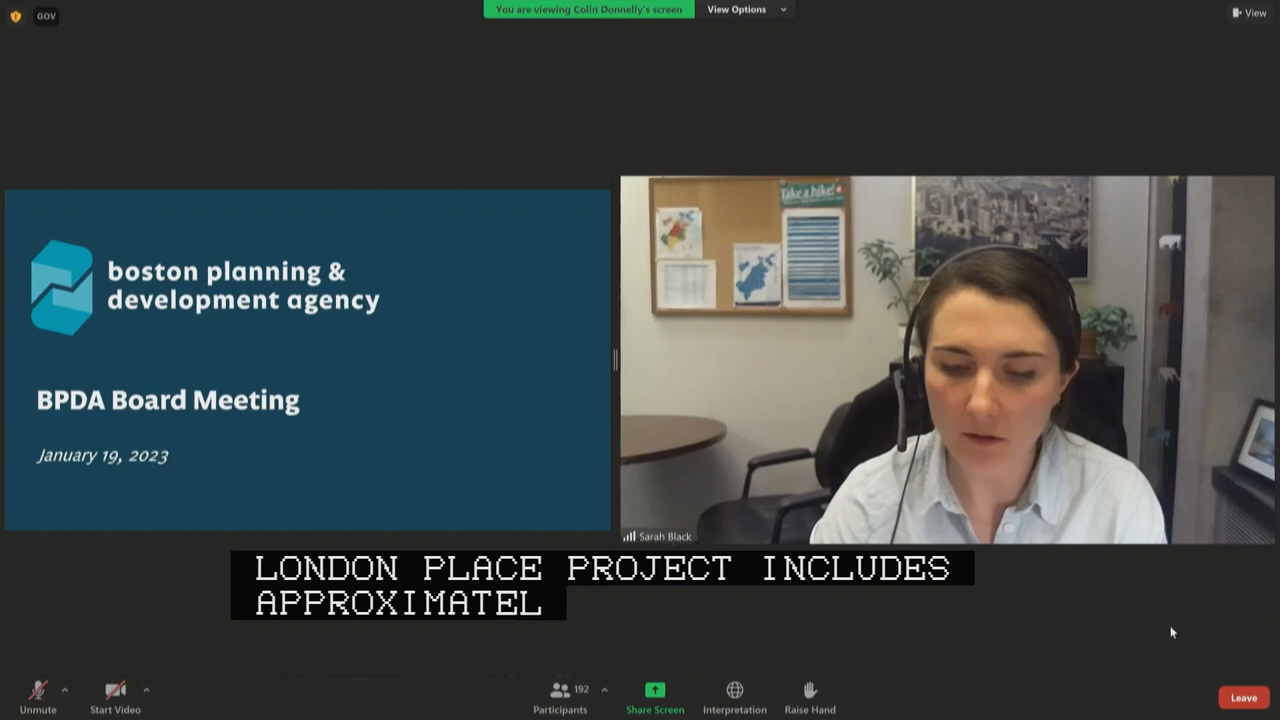 GOV
You are viewing Colin Donnelly's screen
View Options
View
boston planning &
development agency
BPDA Board Meeting
January 19, 2023
Take a hike!
Sarah Black
LONDON PLACE PROJECT INCLUDES
APPROXIMATEL
Unmute
Start Video
192
Participants
Share Screen
Interpretation
Raise Hand
Leave